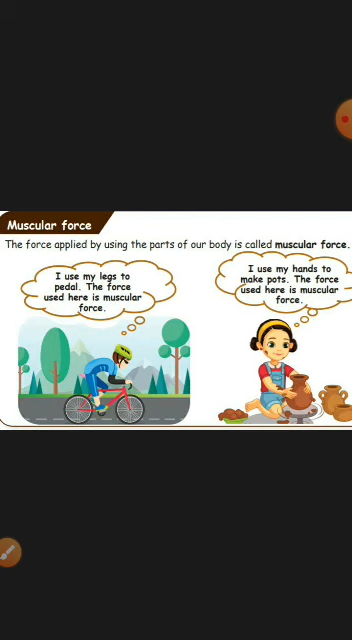 Muscular force
The force applied by using the parts of our body is called muscular force.
I use my legs to
pedal. The force
used here is muscular
force.
I use my hands to
make pots. The force
used here is muscular
force.